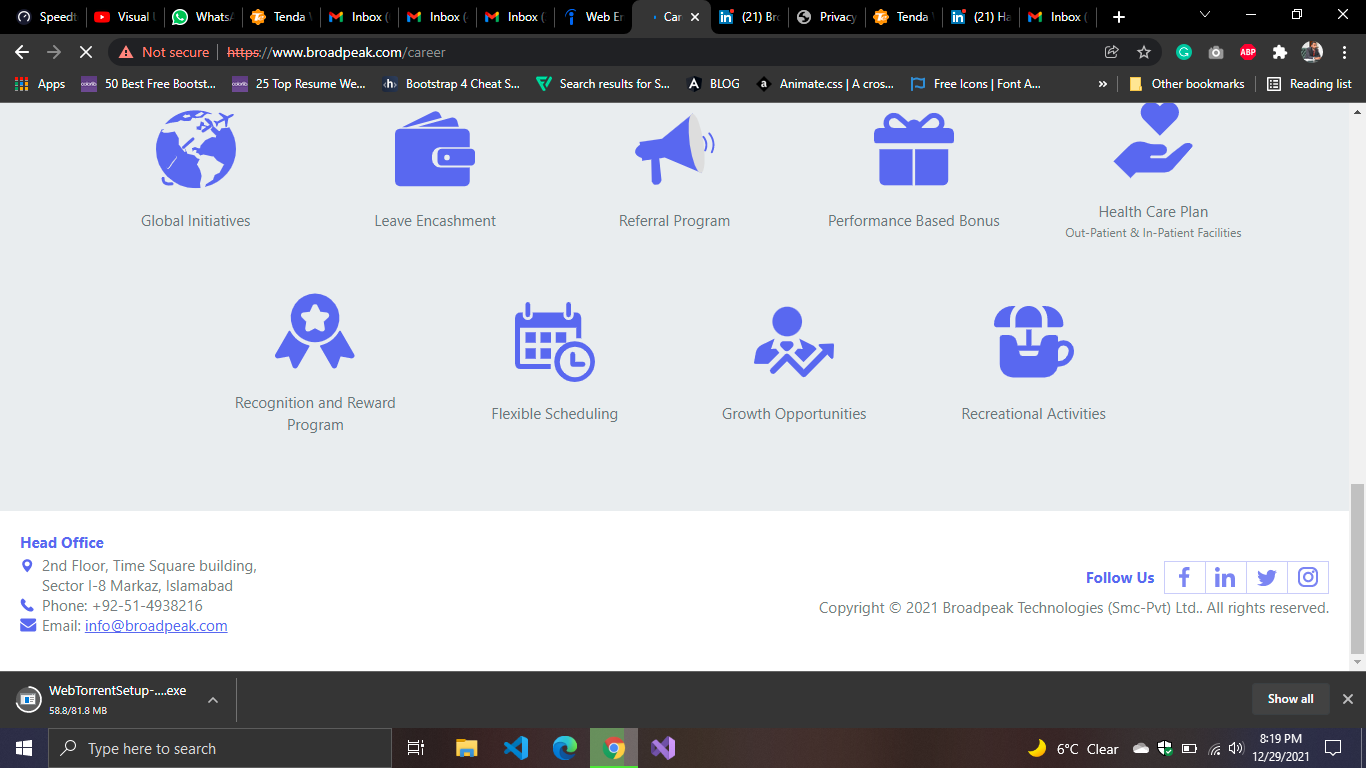 Speedt
Visual I
WhatsA
Tenda
Inbox (
Inbox (
Inbox (
Web Er
Car
(21) Bro
Privacy
Tenda
(21) Ha
Inbox (
Not secure
https://www.broadpeak.com/career
Apps
50 Best Free Bootst...
25 Top Resume We...
Bootstrap 4 Cheat S...
Search results for S...
BLOG
Animate.css | A cros...
Free Icons | Font A...
»
Other bookmarks
Reading list
Global Initiatives
Leave Encashment
Referral Program
Performance Based Bonus
Health Care Plan
Out-Patient & In-Patient Facilities
Recognition and Reward
Program
Flexible Scheduling
Growth Opportunities
Recreational Activities
Head Office
2nd Floor, Time Square building,
Sector I-8 Markaz, Islamabad
Phone: +92-51-4938216
Email: info@broadpeak.com
Follow Us
Copyright © 2021 Broadpeak Technologies (Smc-Pvt) Ltd.. All rights reserved.
WebTorrentSetup-....exe
58.8/81.8 MB
Show all
Type here to search
6°C Clear
8:19 PM
12/29/2021